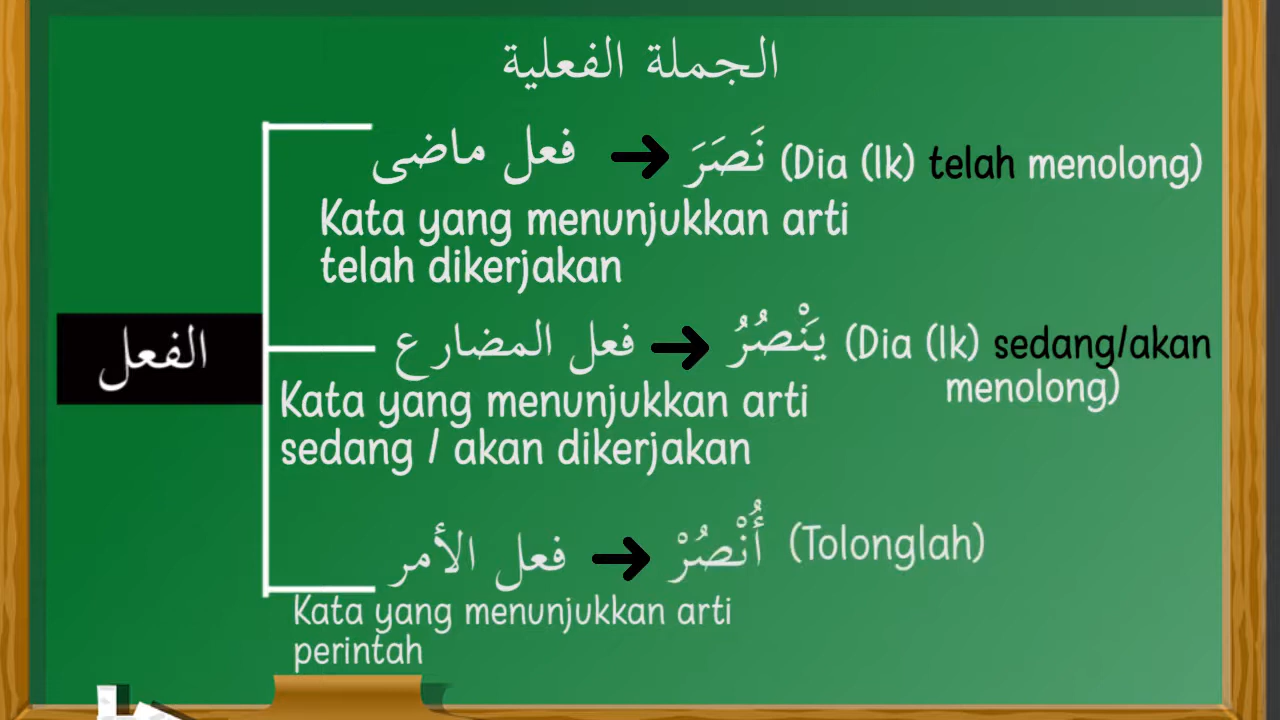 الجملة الفعلية
الفعل
فعل ماضى ➜ نَصَرَ (Dia (lk) telah menolong)
Kata yang menunjukkan arti
telah dikerjakan
فعل المضارع ➜ يَنْصُرُ (Dia (lk) sedang/akan
menolong)
Kata yang menunjukkan arti
sedang / akan dikerjakan
فعل الأمر ➜ أُنْصُرْ (Tolonglah)
Kata yang menunjukkan arti
perintah